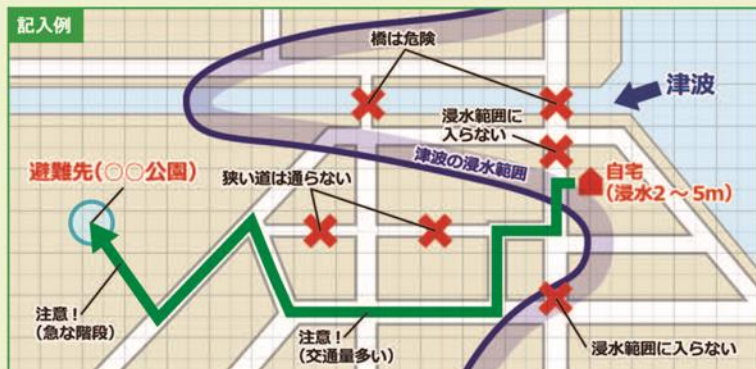 記入例
橋は危険
津波
浸水範囲に
入らない
津波の浸水範囲
自宅
(浸水2～5m)
避難先(○○公園)
狭い道は通らない
注意!
(急な階段)
注意!
(交通量多い)
浸水範囲に入らない